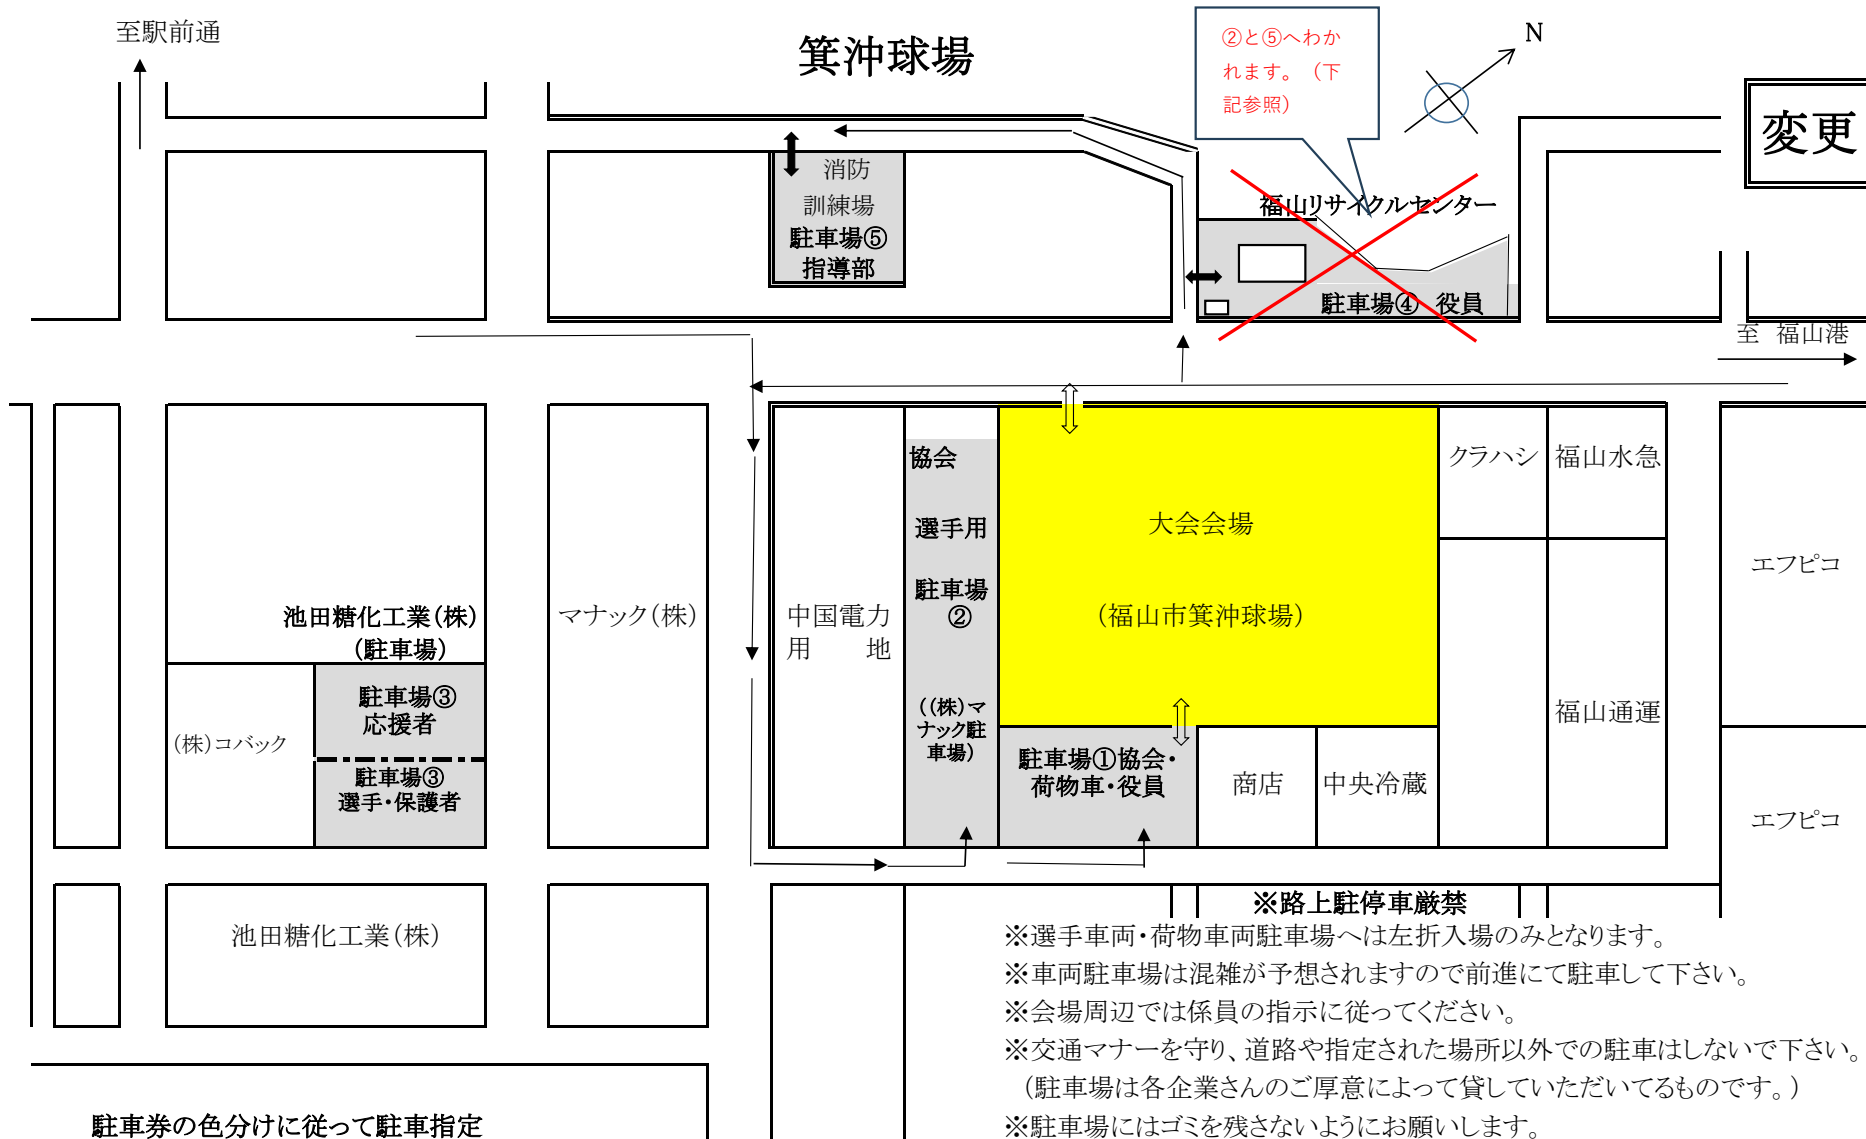 至駅前通
箕沖球場
②と⑤へわか
れます。（下
記参照）
N
変更
消防
訓練場
駐車場⑤
指導部
福山リサイクルセンター
駐車場④ 役員
至 福山港
協会
選手用
駐車場
②
((株)マ
ナック駐
車場)
大会会場
(福山市箕沖球場)
クラハシ
福山水急
エフピコ
池田糖化工業(株)
(駐車場)
マナック(株)
中国電力
用 地
駐車場③
応援者
(株)コバック
駐車場③
選手・保護者
駐車場①協会・
荷物車・役員
商店
中央冷蔵
福山通運
エフピコ
池田糖化工業(株)
※路上駐停車厳禁
※選手車両・荷物車両駐車場へは左折入場のみとなります。
※車両駐車場は混雑が予想されますので前進にて駐車して下さい。
※会場周辺では係員の指示に従ってください。
※交通マナーを守り、道路や指定された場所以外での駐車はしないで下さい。
（駐車場は各企業さんのご厚意によって貸していただいてるものです。）
※駐車場にはゴミを残さないようにお願いします。
駐車券の色分けに従って駐車指定